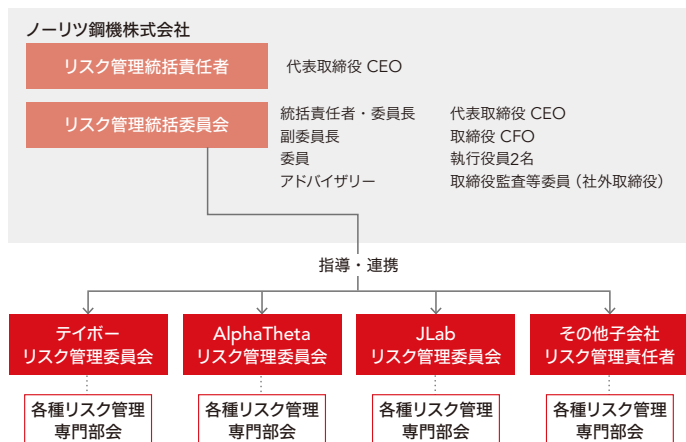 ノーリツ鋼機株式会社
リスク管理統括責任者 代表取締役 CEO
リスク管理統括委員会
統括責任者・委員長 代表取締役 CEO
副委員長 取締役 CFO
委員 執行役員2名
アドバイザリー 取締役監査等委員（社外取締役）
指導・連携
テイボー
リスク管理委員会
AlphaTheta
リスク管理委員会
JLab
リスク管理委員会
その他子会社
リスク管理責任者
各種リスク管理
専門部会
各種リスク管理
専門部会
各種リスク管理
専門部会
各種リスク管理
専門部会